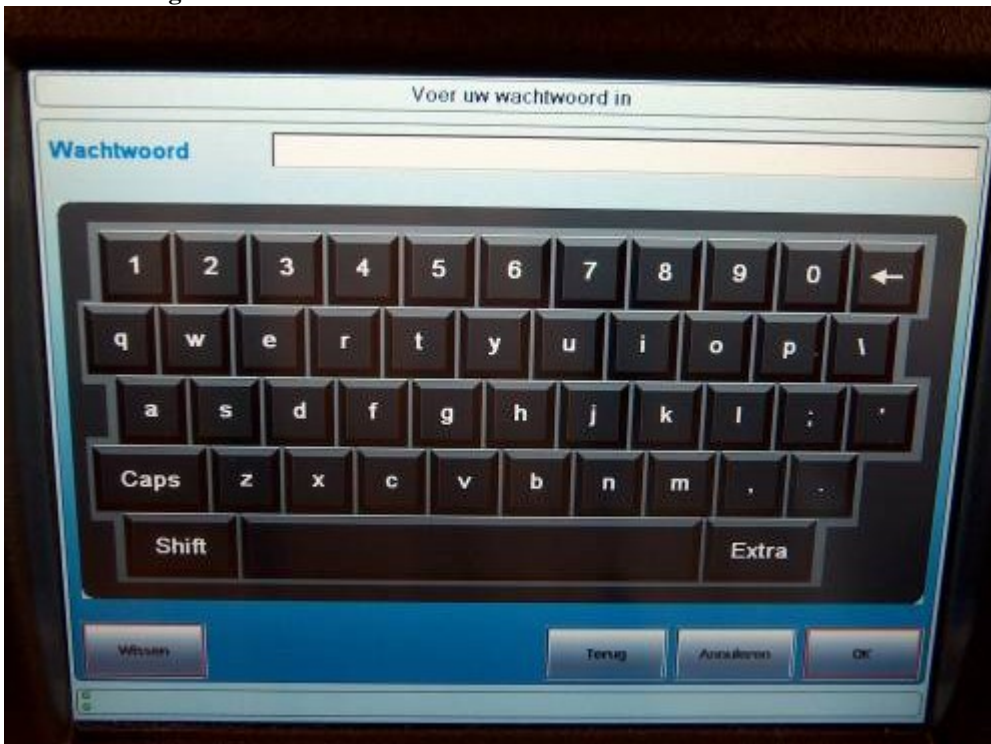 Voer uw wachtwoord in
Wachtwoord
1 2 3 4 5 6 7 8 9 0 ←
q w e r t y u i o p \
a s d f g h j k l ; '
Caps z x c v b n m , .
Shift Extra
Wissen Terug Annuleren OK